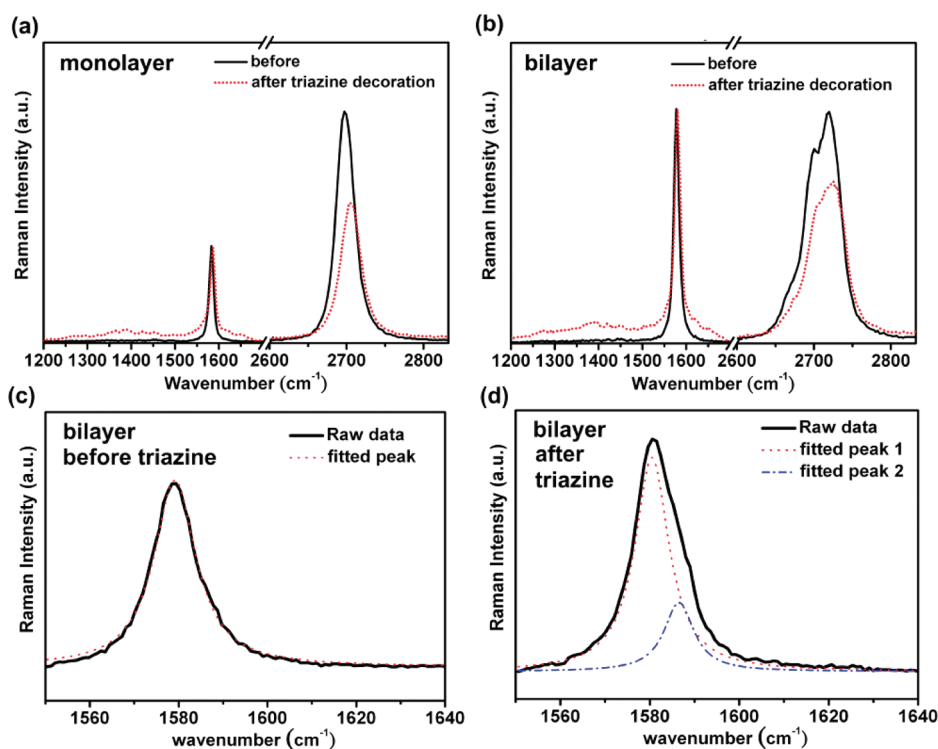 (a)
monolayer
before
after triazine decoration
Raman Intensity (a.u.)
1200 1300 1400 1500 1600 2600 2700 2800
Wavenumber (cm-1)
(b)
bilayer
before
after triazine decoration
Raman Intensity (a.u.)
1200 1300 1400 1500 1600 2600 2700 2800
Wavenumber (cm-1)
(c)
bilayer
before triazine
Raw data
fitted peak
Raman Intensity (a.u.)
1560 1580 1600 1620 1640
wavenumber (cm-1)
(d)
bilayer
after
triazine
Raw data
fitted peak 1
fitted peak 2
Raman Intensity (a.u.)
1560 1580 1600 1620 1640
wavenumber (cm-1)